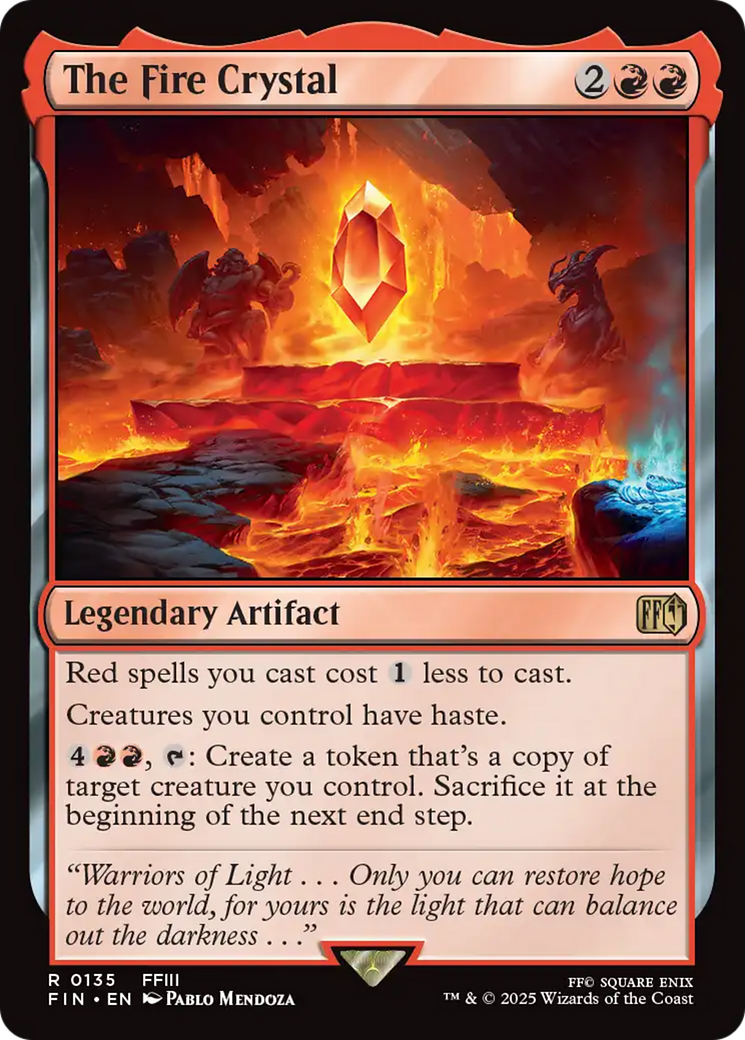 The Fire Crystal 2
Legendary Artifact FF
Red spells you cast cost 1 less to cast.
Creatures you control have haste.
4 , : Create a token that's a copy of
target creature you control. Sacrifice it at the
beginning of the next end step.
“Warriors of Light . . . Only you can restore hope
to the world, for yours is the light that can balance
out the darkness . . .”
R 0135 FFIII
FIN • EN Pablo Mendoza
FF© SQUARE ENIX
™ & © 2025 Wizards of the Coast